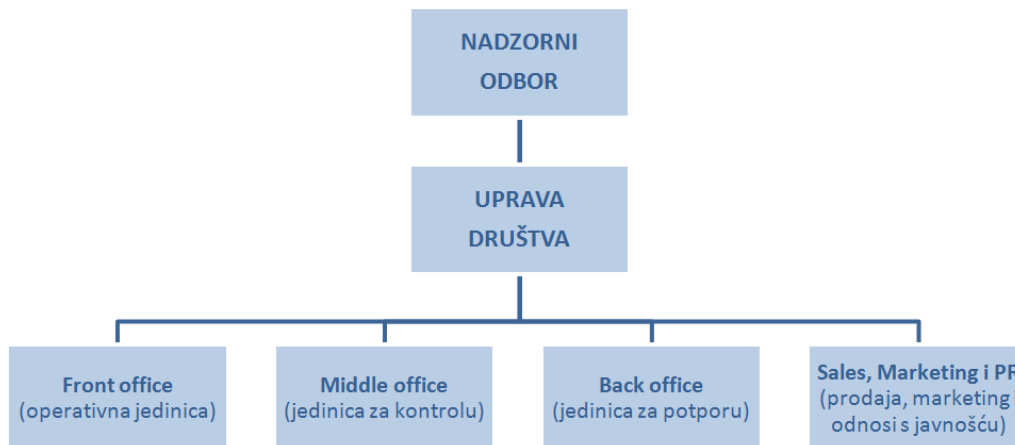 NADZORNI
ODBOR
UPRAVA
DRUŠTVA
Front office
(operativna jedinica)
Middle office
(jedinica za kontrolu)
Back office
(jedinica za potporu)
Sales, Marketing i PR
(prodaja, marketing i
odnosi s javnošću)